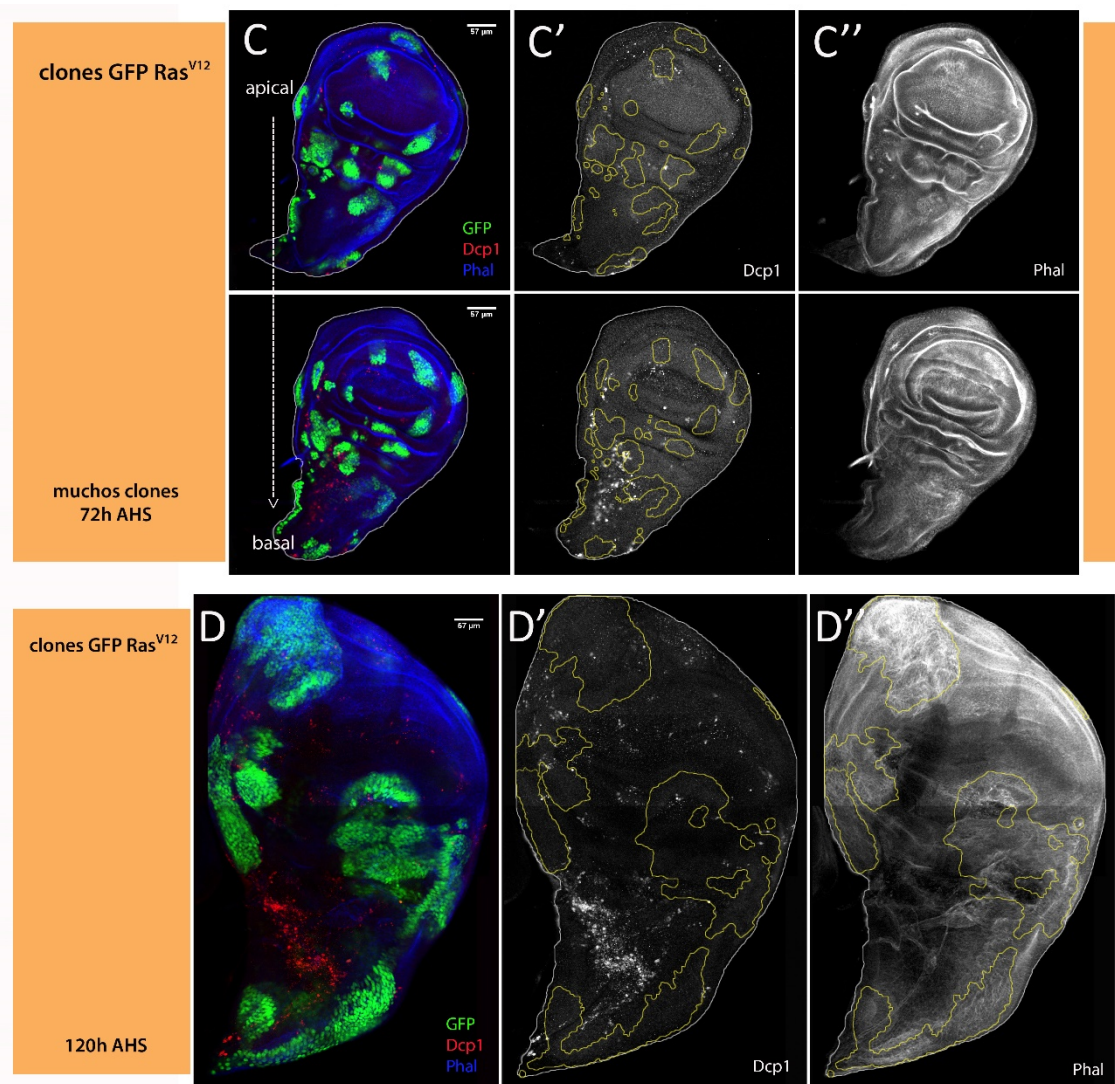 clones GFP Ras^V12
muchos clones
72h AHS
C
57 µm
apical
GFP
Dcp1
Phal
C'
Dcp1
C''
Phal
57 µm
basal
clones GFP Ras^V12
120h AHS
D
57 µm
GFP
Dcp1
Phal
D'
Dcp1
D''
Phal